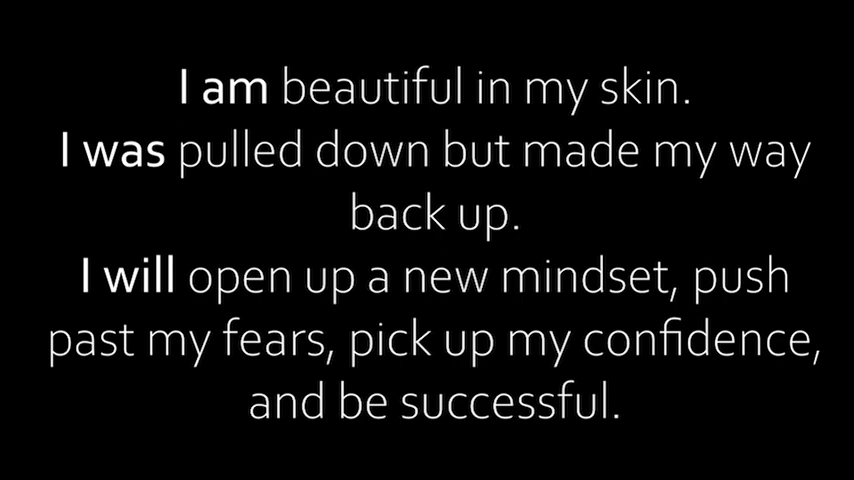 I am beautiful in my skin.
I was pulled down but made my way
back up.
I will open up a new mindset, push
past my fears, pick up my confidence,
and be successful.